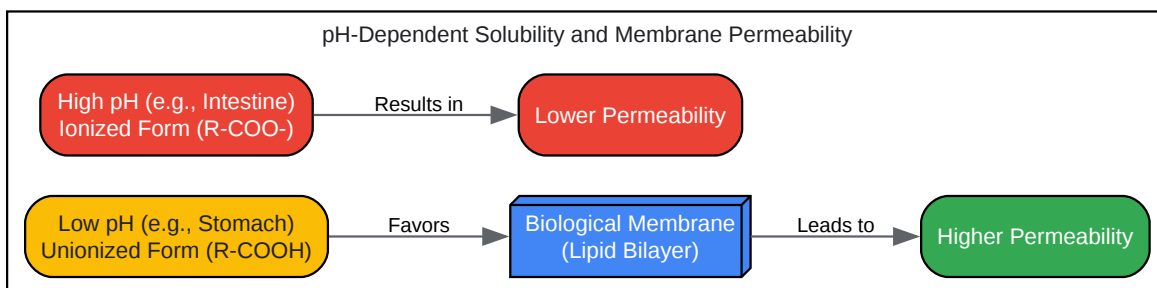 pH-Dependent Solubility and Membrane Permeability
High pH (e.g., Intestine)
Ionized Form (R-COO-)
Results in
Lower Permeability
Low pH (e.g., Stomach)
Unionized Form (R-COOH)
Favors
Biological Membrane
(Lipid Bilayer)
Leads to
Higher Permeability